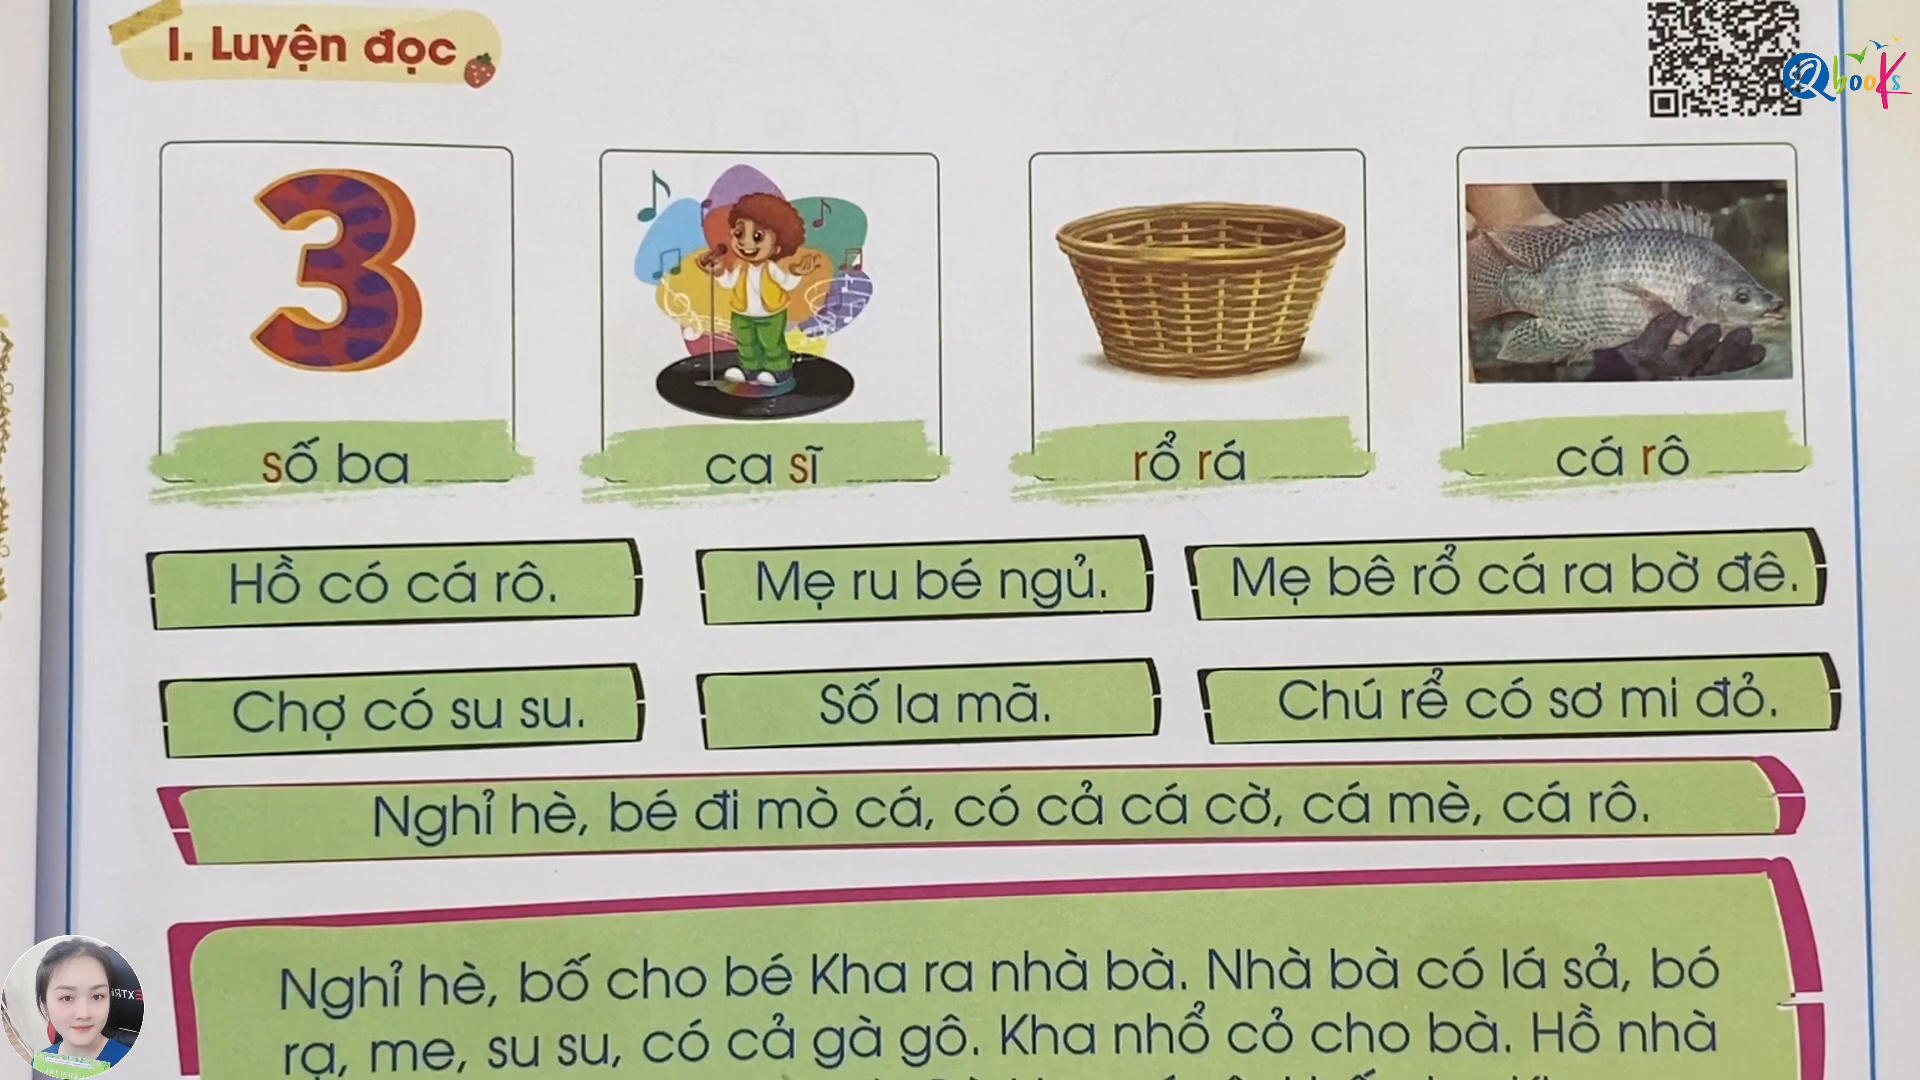 I. Luyện đọc
Qbooks
3
số ba
ca sĩ
rổ rá
cá rô
Hồ có cá rô.
Mẹ ru bé ngủ.
Mẹ bê rổ cá ra bờ đê.
Chợ có su su.
Số la mã.
Chú rể có sơ mi đỏ.
Nghỉ hè, bé đi mò cá, có cả cá cờ, cá mè, cá rô.
Nghỉ hè, bố cho bé Kha ra nhà bà. Nhà bà có lá sả, bó
rạ, me, su su, có cả gà gô. Kha nhổ cỏ cho bà. Hồ nhà